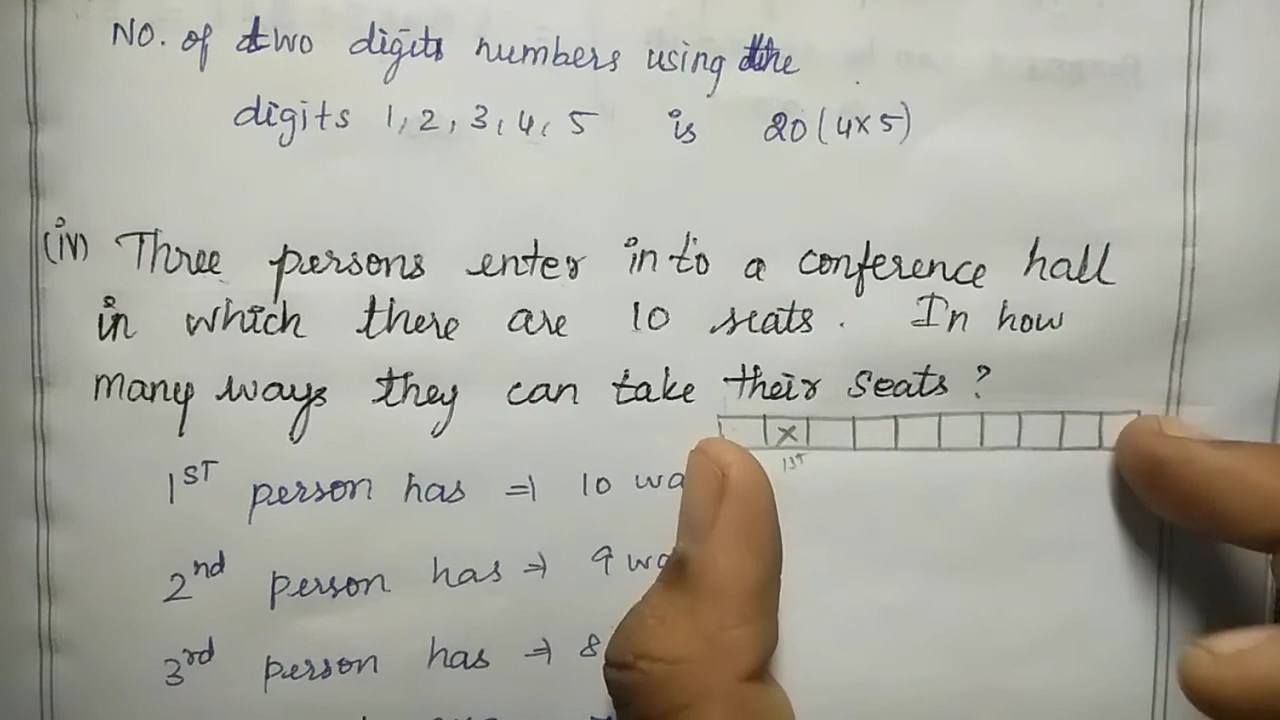 No. of two digits numbers using the
digits 1, 2, 3, 4, 5 is 20 (4x5)
(iv) Three persons enter in to a conference hall
in which there are 10 seats. In how
many ways they can take their seats?
X
1ST
1ST person has ⇒ 10
2nd person has ⇒ 9
3rd person has ⇒ 8